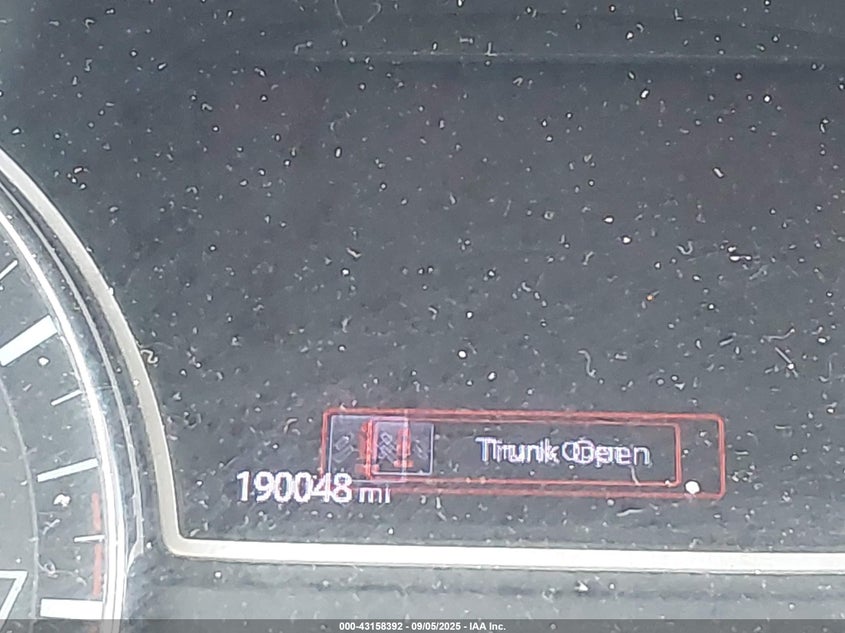 Trunk Open
190048 mi
000-43158392 - 09/05/2025 - IAA Inc.